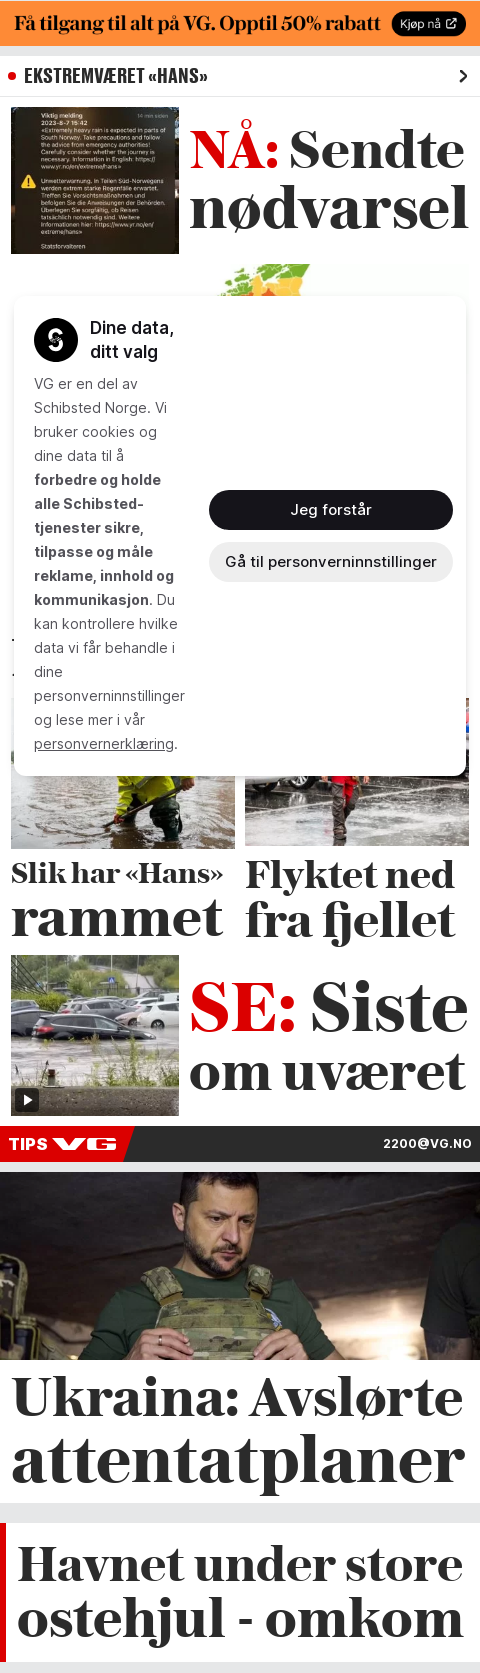 Få tilgang til alt på VG. Opptil 50% rabatt
Kjøp nå
EKSTREMVÆRET «HANS»
Viktig melding
14 min siden
2023-8-7 15:42
«Extremely heavy rain is expected in parts of
South Norway. Take precautions and follow
the advice from emergency authorities!
Carefully consider whether the journey is
necessary. Information in English: https://
www.yr.no/en/extreme/hans»
Unwetterwarnung. in Teilen Süd-Norwegens
werden extrem starke Regenfälle erwartet.
Treffen Sie Vorsichtsmaßnahmen und
befolgen Sie die Anweisungen der Behörden.
Überlegen Sie sorgfältig, ob Reisen
tatsächlich notwendig sind. Weitere
Informationen hier: https://www.yr.no/en/
extreme/hans»
Statsforvalteren
NÅ: Sendte
nødvarsel
Dine data,
ditt valg
VG er en del av
Schibsted Norge. Vi
bruker cookies og
dine data til å
forbedre og holde
alle Schibsted-
tjenester sikre,
tilpasse og måle
reklame, innhold og
kommunikasjon. Du
kan kontrollere hvilke
data vi får behandle i
dine
personverninnstillinger
og lese mer i vår
personvernerklæring.
Jeg forstår
Gå til personverninnstillinger
Slik har «Hans»
rammet
Flyktet ned
fra fjellet
SE: Siste
om uværet
TIPS VG
2200@VG.NO
Ukraina: Avslørte
attentatplaner
Havnet under store
ostehjul - omkom